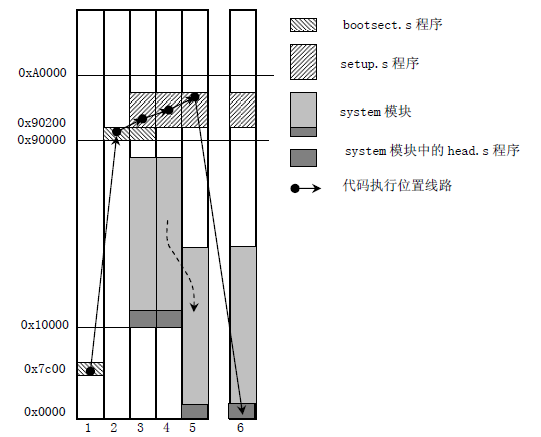 bootsect.s 程序
setup.s 程序
system 模块
system 模块中的 head.s 程序
代码执行位置线路
0xA0000
0x90200
0x90000
0x10000
0x7c00
0x0000
1 2 3 4 5 6